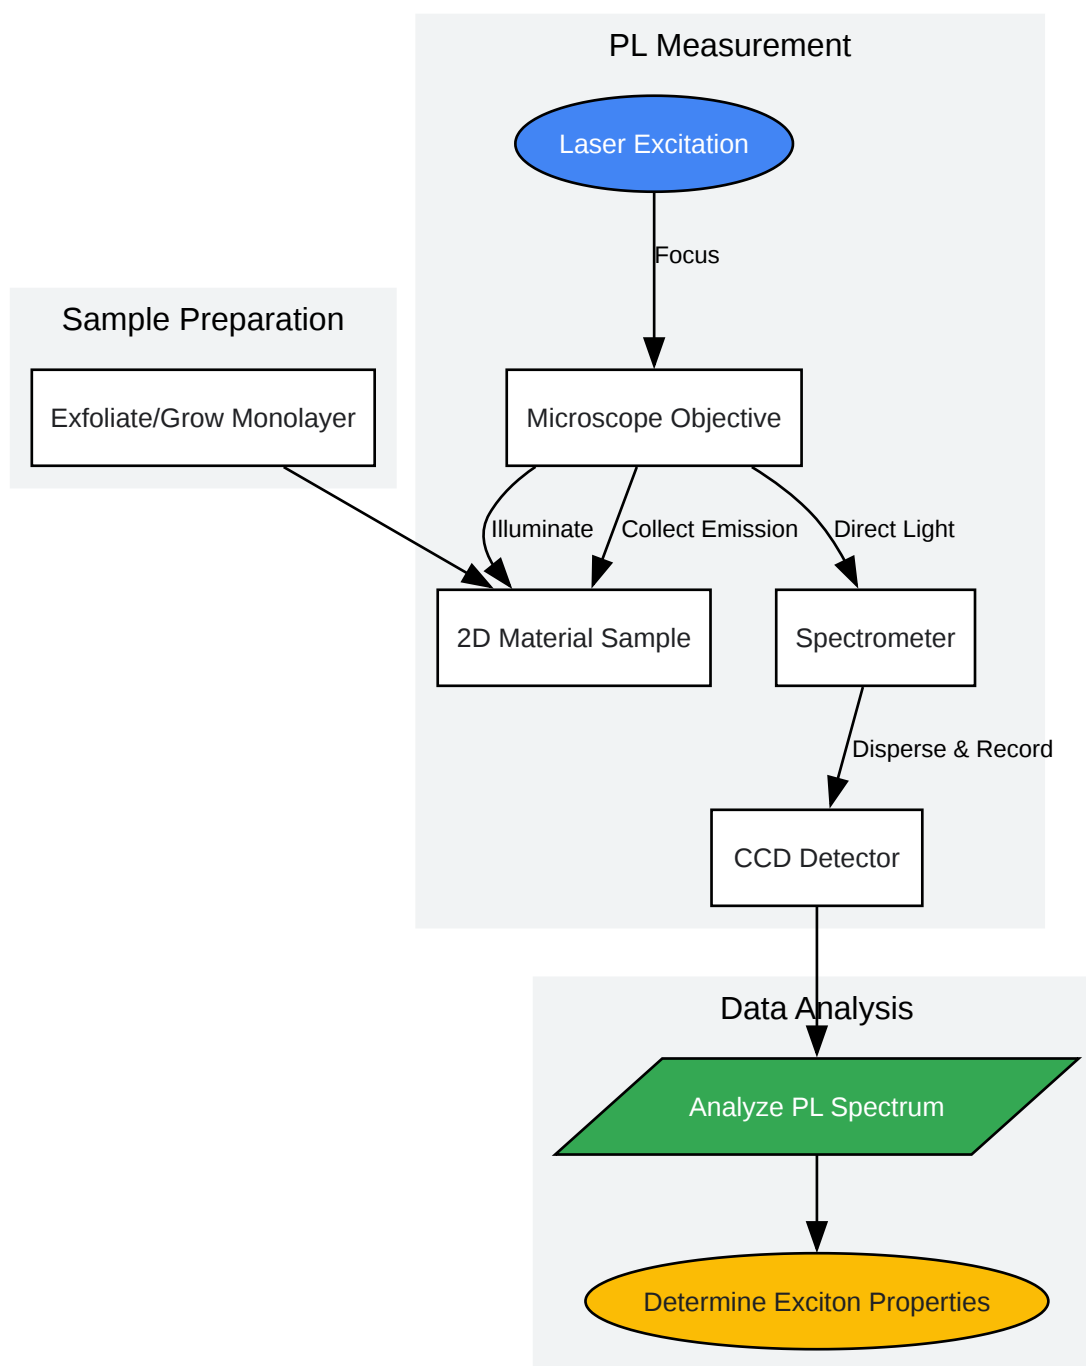 PL Measurement
Laser Excitation
Focus
Sample Preparation
Exfoliate/Grow Monolayer
Microscope Objective
Illuminate
Collect Emission
Direct Light
2D Material Sample
Spectrometer
Disperse & Record
CCD Detector
Data Analysis
Analyze PL Spectrum
Determine Exciton Properties